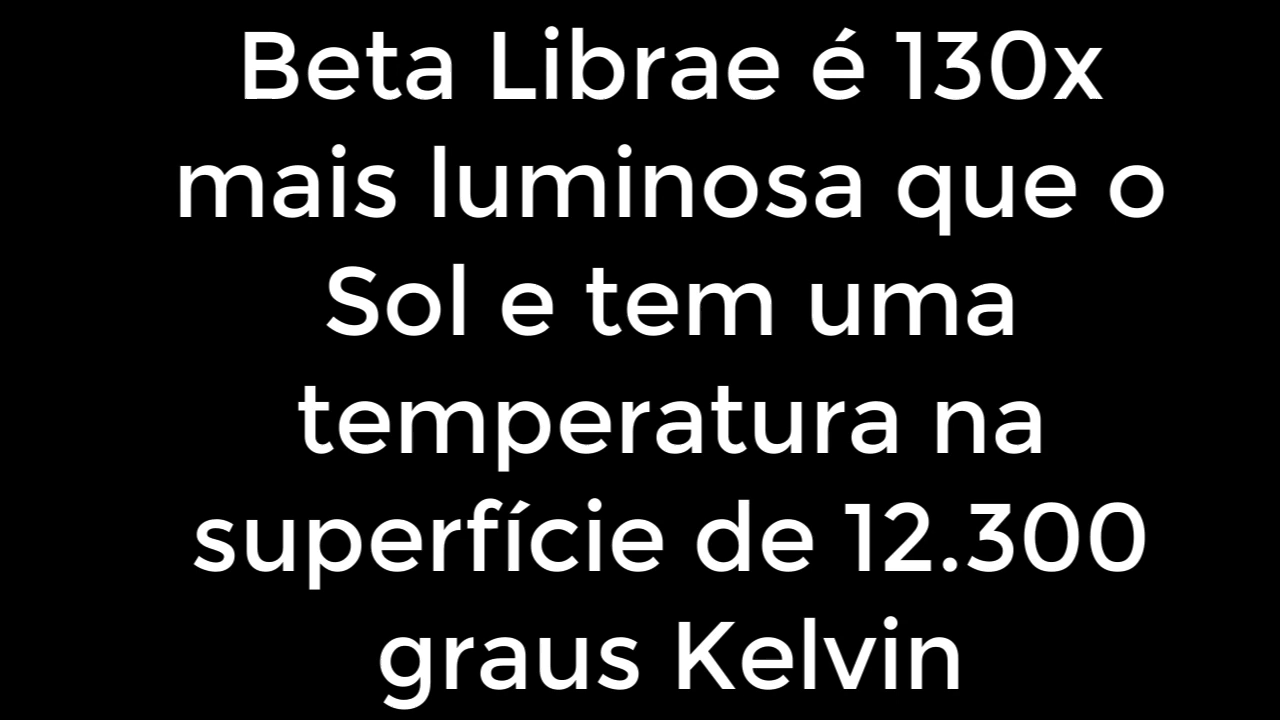 Beta Librae é 130x
mais luminosa que o
Sol e tem uma
temperatura na
superfície de 12.300
graus Kelvin